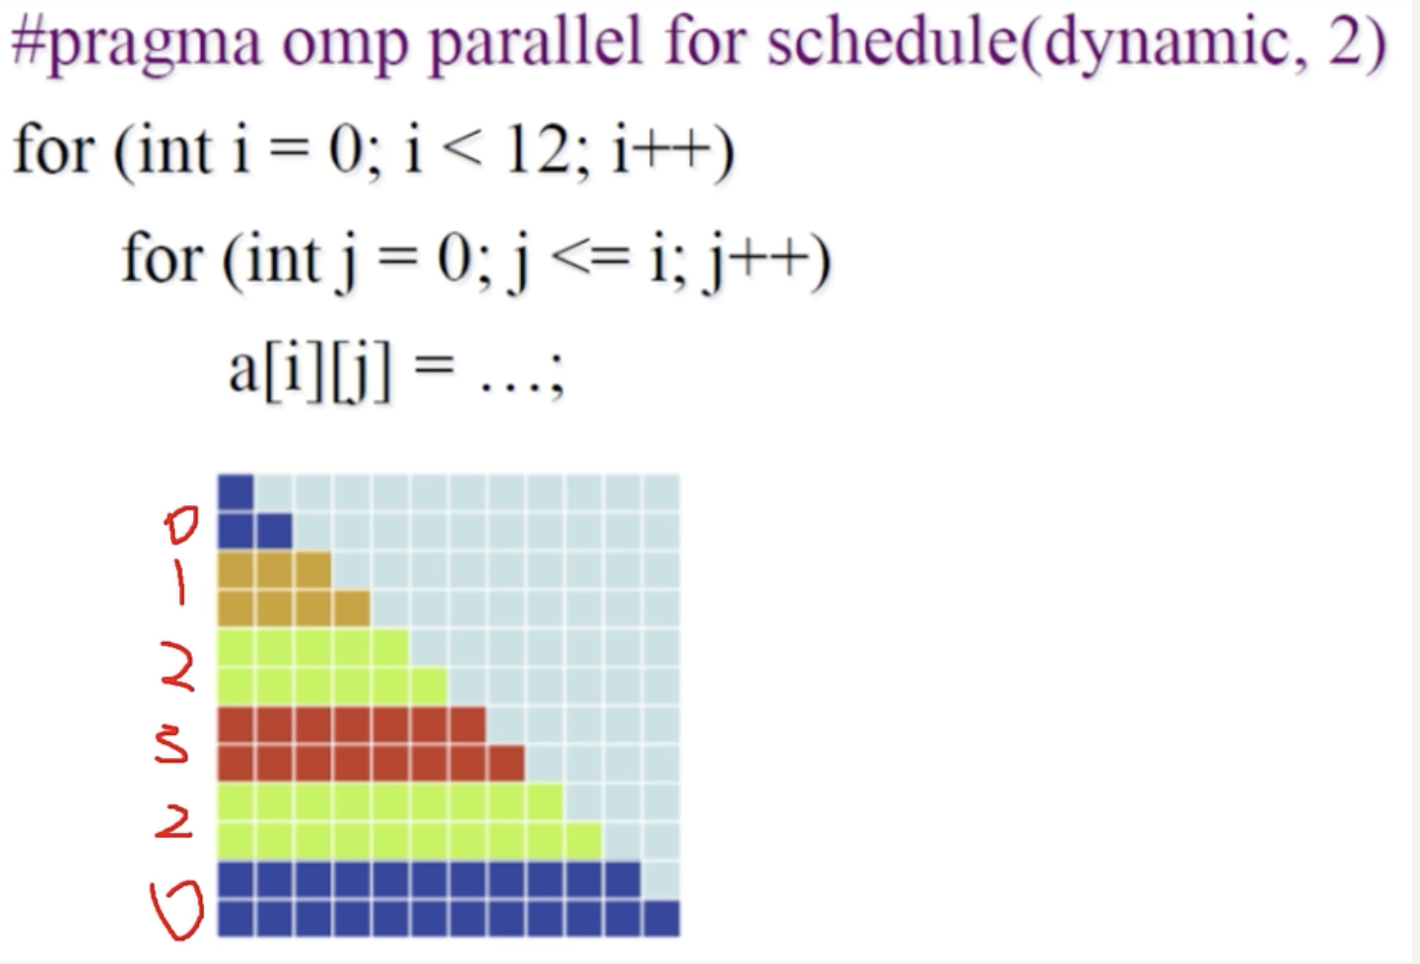 #pragma omp parallel for schedule(dynamic, 2)
for (int i = 0; i < 12; i++)
for (int j = 0; j <= i; j++)
a[i][j] = …;
0
1
2
3
2
0